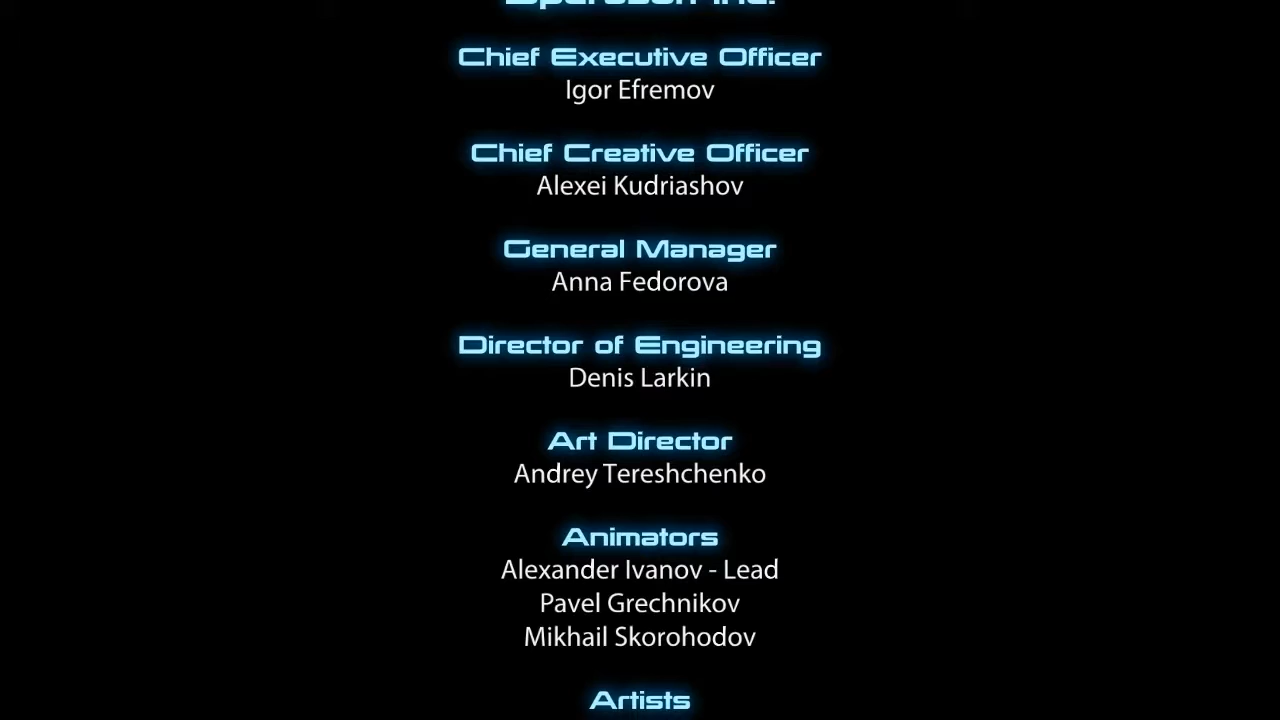 Inc.
Chief Executive Officer
Igor Efremov
Chief Creative Officer
Alexei Kudriashov
General Manager
Anna Fedorova
Director of Engineering
Denis Larkin
Art Director
Andrey Tereshchenko
Animators
Alexander Ivanov - Lead
Pavel Grechnikov
Mikhail Skorohodov
Artists